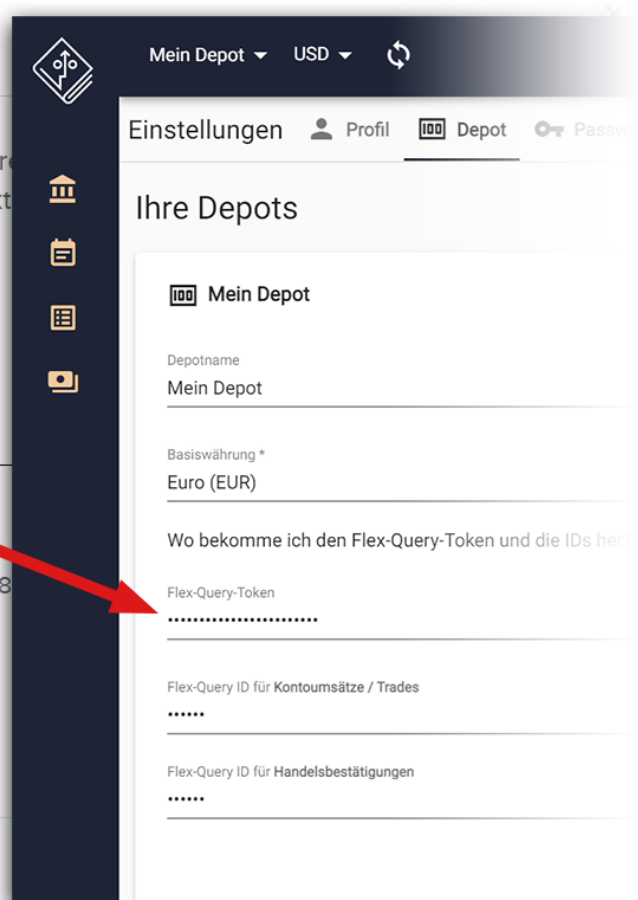 Mein Depot USD
Einstellungen Profil Depot Passw
Ihre Depots
Mein Depot
Depotname
Mein Depot
Basiswährung *
Euro (EUR)
Wo bekomme ich den Flex-Query-Token und die IDs her?
Flex-Query-Token
••••••••••••••••••••••••
Flex-Query ID für Kontoumsätze / Trades
••••••
Flex-Query ID für Handelsbestätigungen
••••••